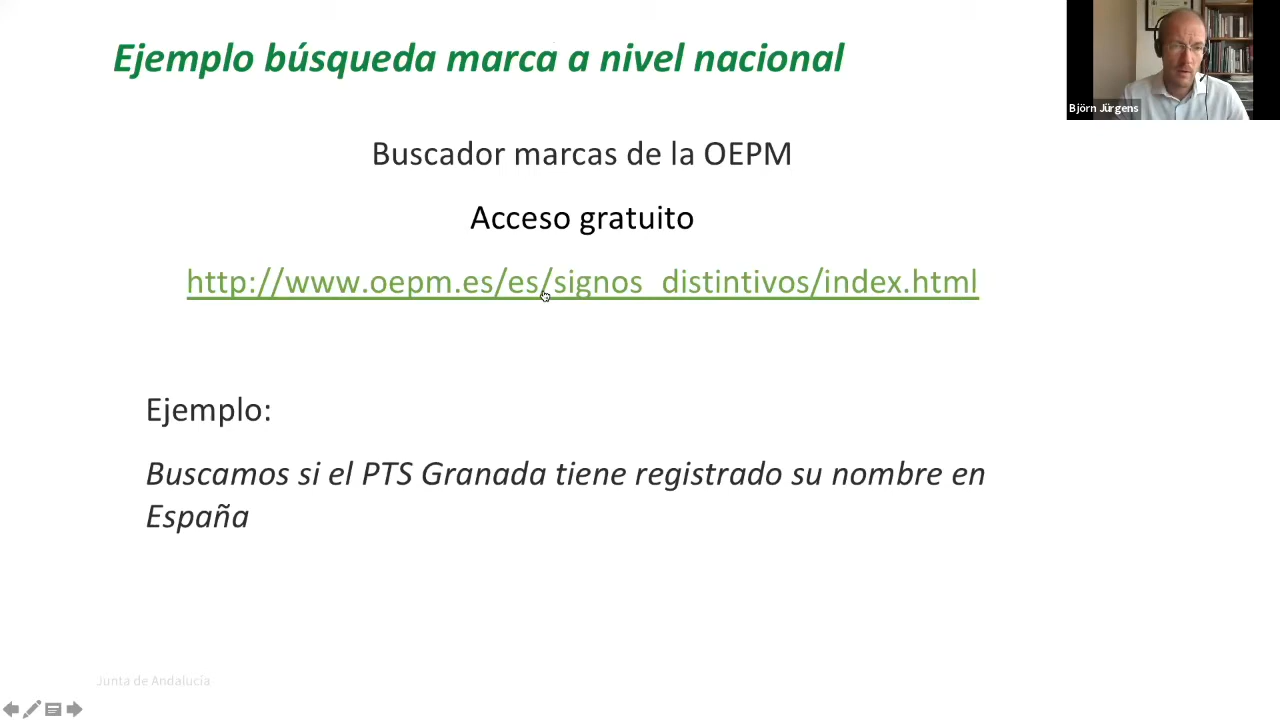 Ejemplo búsqueda marca a nivel nacional
Björn Jürgens
Buscador marcas de la OEPM
Acceso gratuito
http://www.oepm.es/es/signos_distintivos/index.html
Ejemplo:
Buscamos si el PTS Granada tiene registrado su nombre en
España
Junta de Andalucía